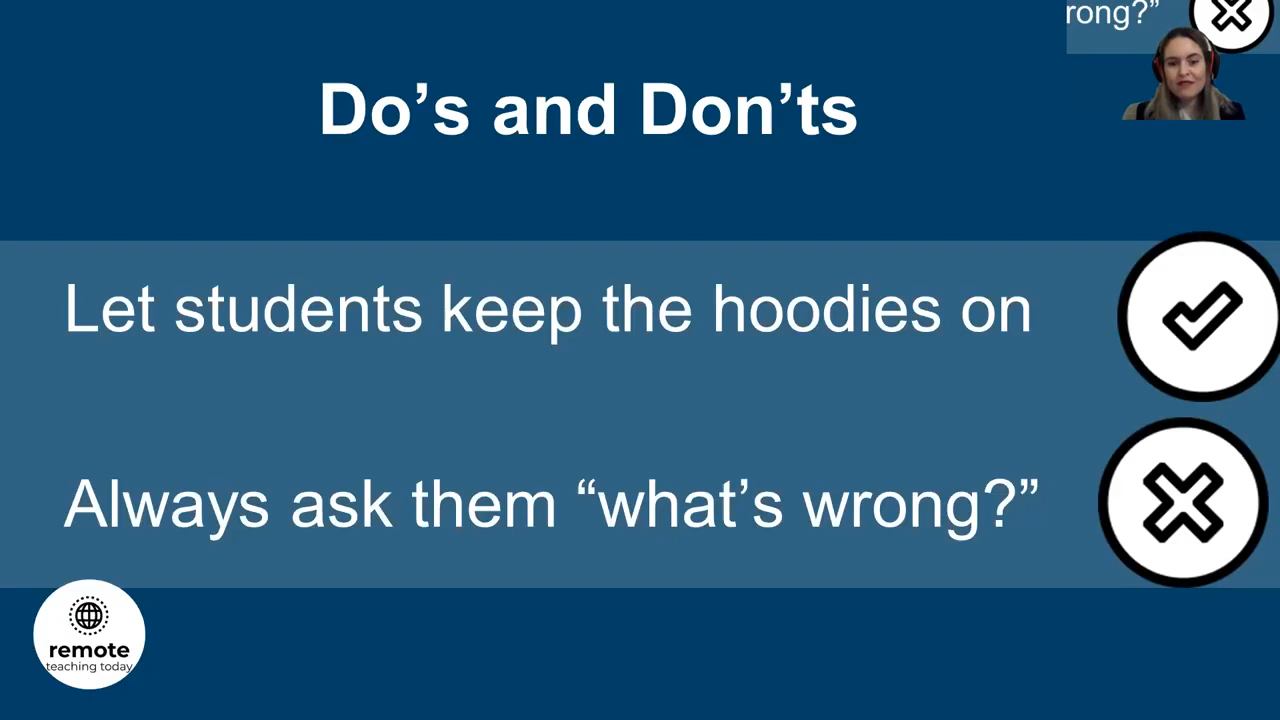 rong?”
Do’s and Don’ts
Let students keep the hoodies on
Always ask them “what’s wrong?”
remote
teaching today